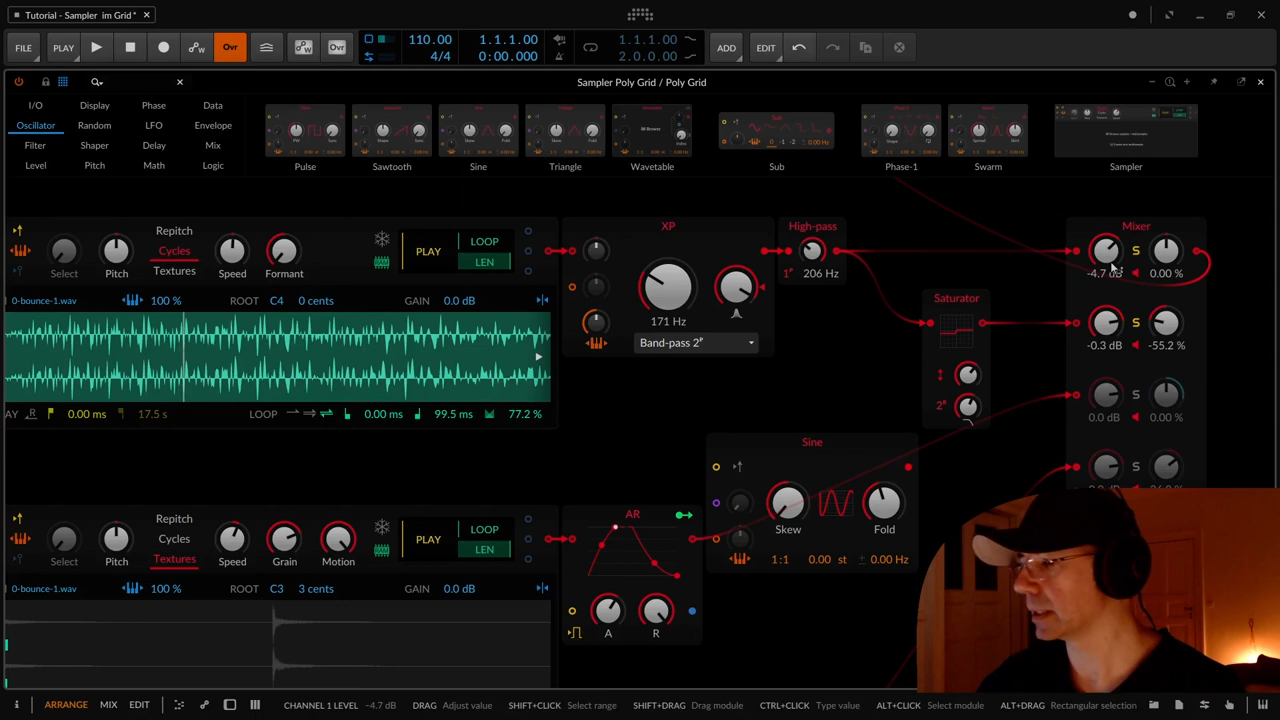 Tutorial - Sampler im Grid* ×
FILE PLAY Ovr Ovr 110.00 4/4 1.1.1.00 0:00.000 1.1.1.00 2.0.0.00 ADD EDIT
Sampler Poly Grid / Poly Grid
I/O Display Phase Data
Oscillator Random LFO Envelope
Filter Shaper Delay Mix
Level Pitch Math Logic
Pulse Sawtooth Sine Triangle Wavetable Sub Phase-1 Swarm Sampler
Repitch
Cycles
Textures
Select Pitch Speed Formant
PLAY LOOP
LEN
0-bounce-1.wav 100 % ROOT C4 0 cents GAIN 0.0 dB
AY R 0.00 ms 17.5 s LOOP 0.00 ms 99.5 ms 77.2 %
XP
171 Hz
Band-pass 2P
High-pass
1P 206 Hz
Saturator
2P
Mixer
S
-4.7 dB 0.00 %
S
-0.3 dB -55.2 %
S
0.0 dB 0.00 %
S
Repitch
Cycles
Textures
Select Pitch Speed Grain Motion
PLAY LOOP
LEN
0-bounce-1.wav 100 % ROOT C3 3 cents GAIN 0.0 dB
AR
A R
Sine
Skew Fold
1:1 0.00 st ± 0.00 Hz
i ARRANGE MIX EDIT CHANNEL 1 LEVEL -4.7 dB DRAG Adjust value SHIFT+CLICK Select range SHIFT+DRAG Drag module CTRL+CLICK Type value ALT+CLICK Select module ALT+DRAG Rectangular selection